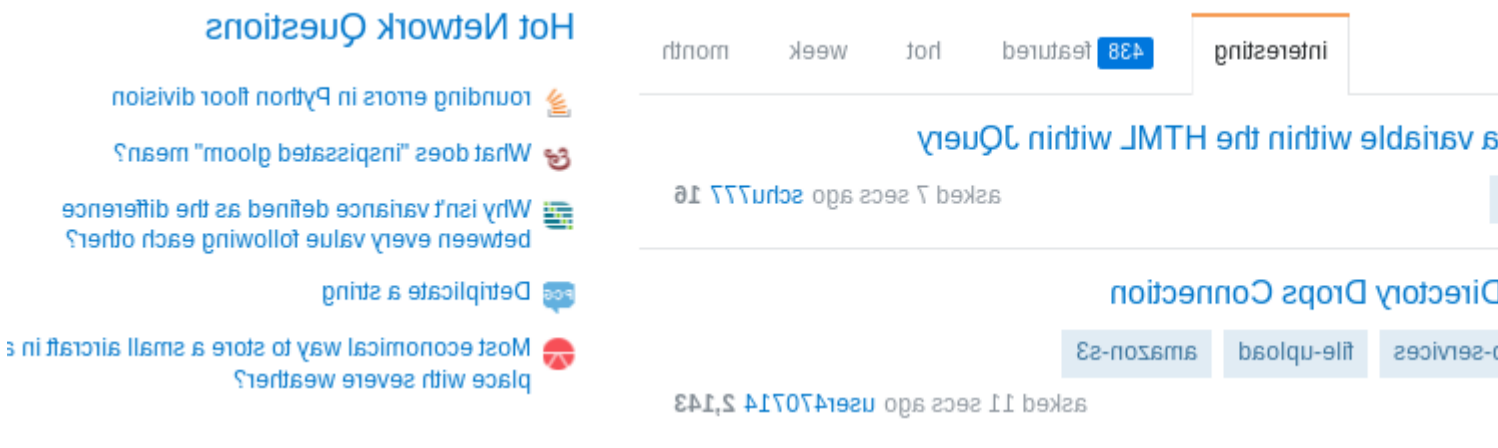 interesting
438 featured
hot
week
month
a variable within the HTML within JQuery
asked 7 secs ago schu777 16
Directory Drops Connection
-services
file-upload
amazon-s3
asked 11 secs ago user470714 2,143
Hot Network Questions
rounding errors in Python floor division
What does "inspissated gloom" mean?
Why isn't variance defined as the difference
between every value following each other?
PCG Detriplicate a string
Most economical way to store a small aircraft in a
place with severe weather?